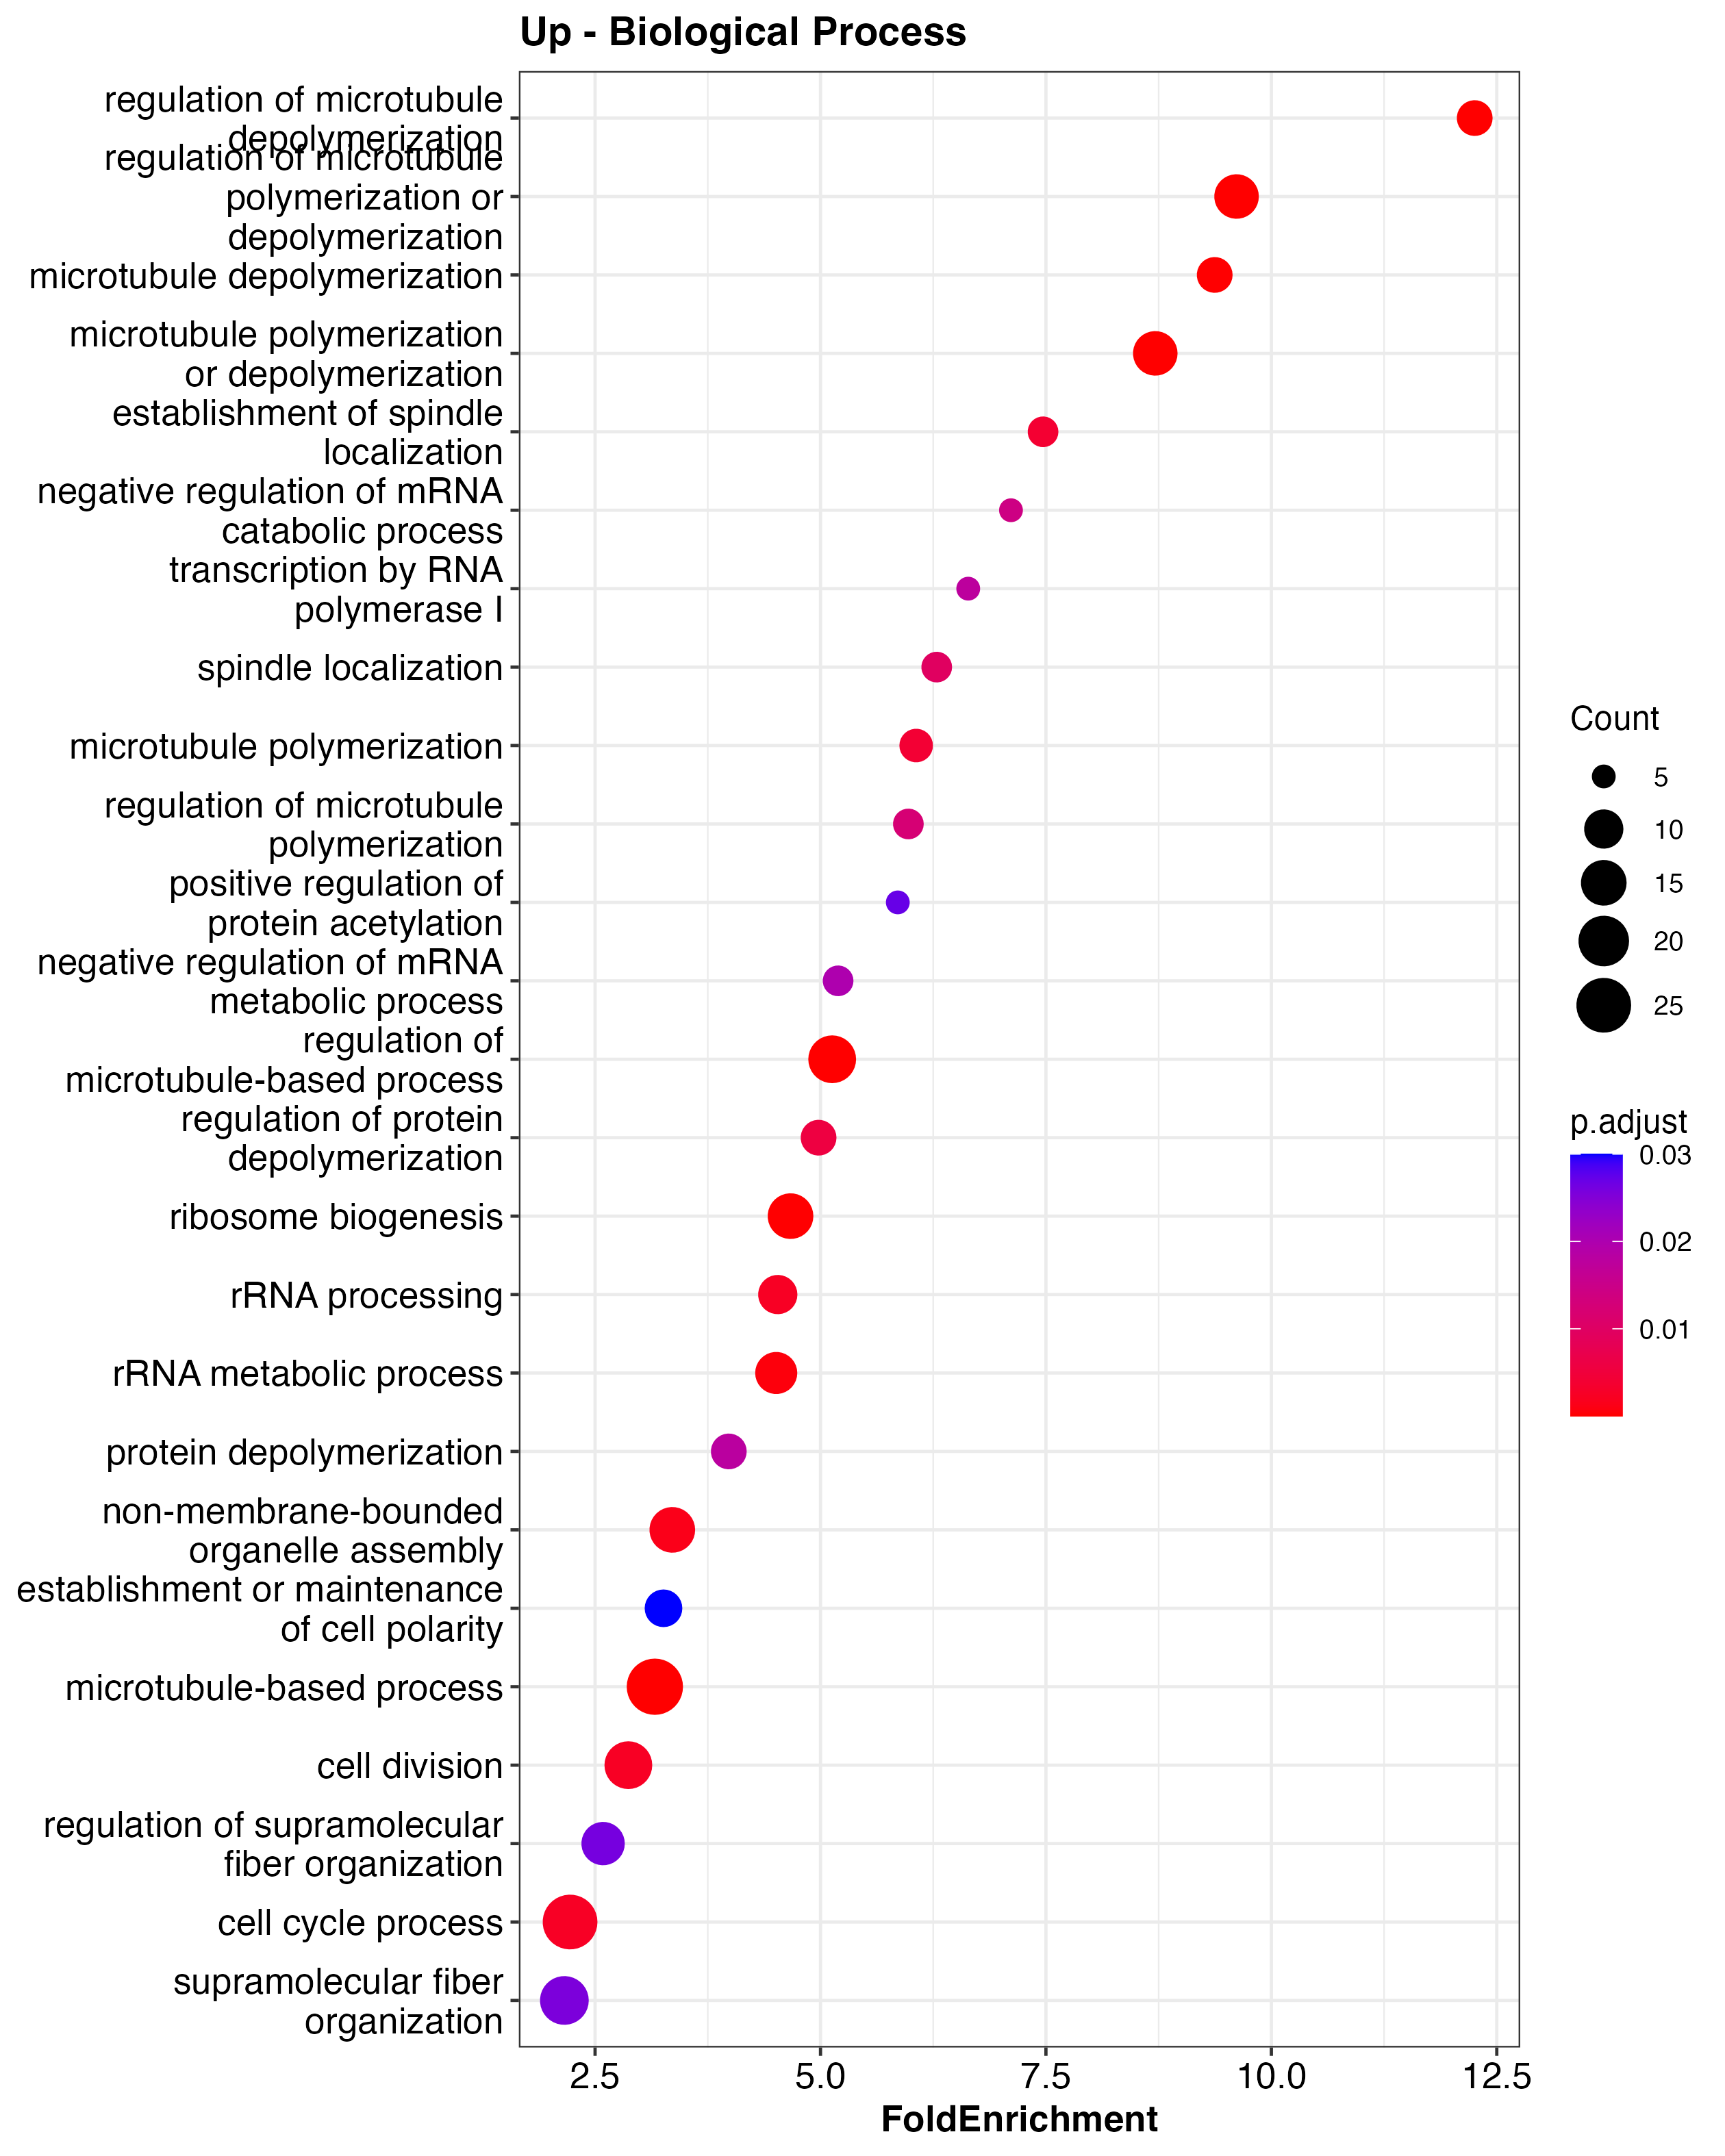 Up - Biological Process
regulation of microtubule
depolymerization
regulation of microtubule
polymerization or
depolymerization
microtubule depolymerization
microtubule polymerization
or depolymerization
establishment of spindle
localization
negative regulation of mRNA
catabolic process
transcription by RNA
polymerase I
spindle localization
microtubule polymerization
regulation of microtubule
polymerization
positive regulation of
protein acetylation
negative regulation of mRNA
metabolic process
regulation of
microtubule-based process
regulation of protein
depolymerization
ribosome biogenesis
rRNA processing
rRNA metabolic process
protein depolymerization
non-membrane-bounded
organelle assembly
establishment or maintenance
of cell polarity
microtubule-based process
cell division
regulation of supramolecular
fiber organization
cell cycle process
supramolecular fiber
organization
2.5 5.0 7.5 10.0 12.5
FoldEnrichment
Count
5
10
15
20
25
p.adjust
0.03
0.02
0.01